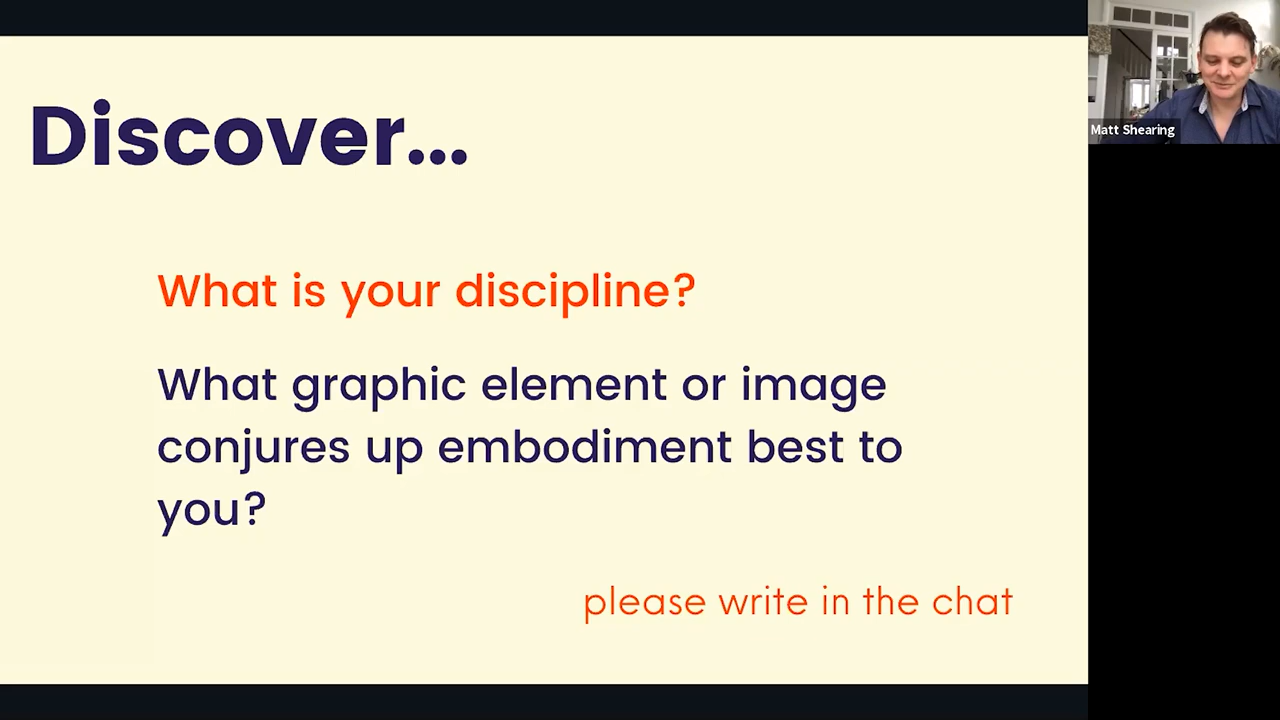 Discover...
What is your discipline?
What graphic element or image
conjures up embodiment best to
you?
please write in the chat
Matt Shearing